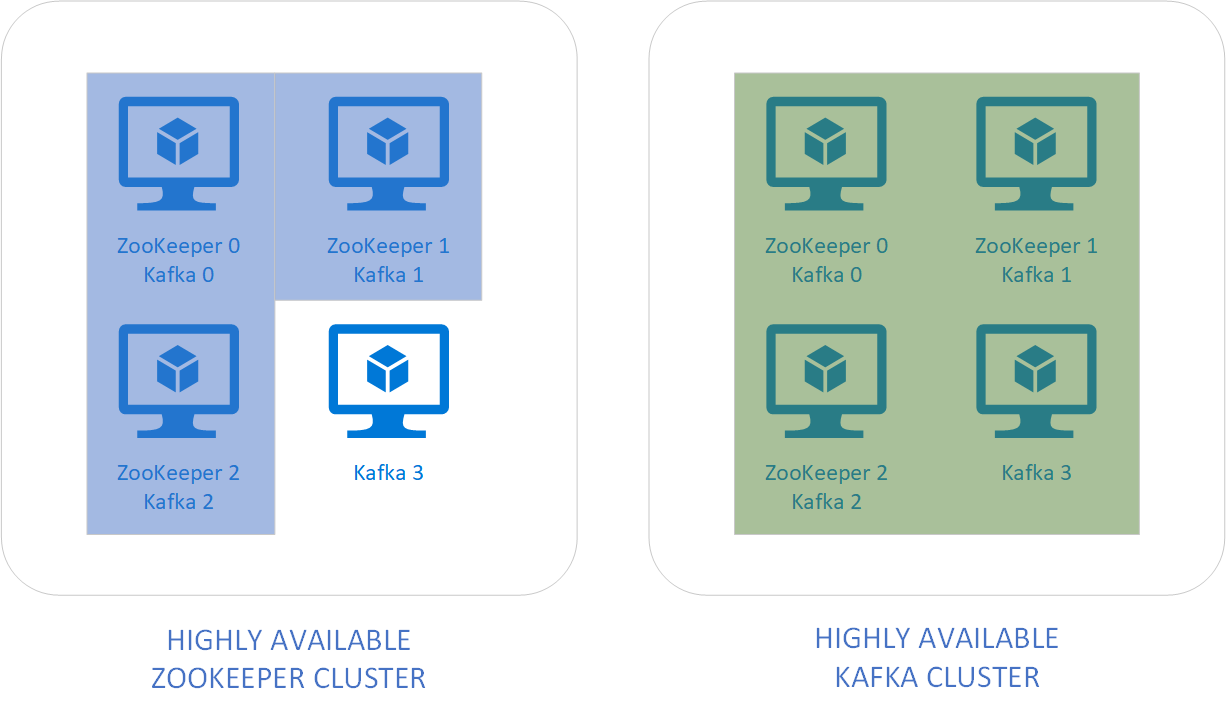 ZooKeeper 0
Kafka 0
ZooKeeper 1
Kafka 1
ZooKeeper 2
Kafka 2
Kafka 3
HIGHLY AVAILABLE
ZOOKEEPER CLUSTER
ZooKeeper 0
Kafka 0
ZooKeeper 1
Kafka 1
ZooKeeper 2
Kafka 2
Kafka 3
HIGHLY AVAILABLE
KAFKA CLUSTER